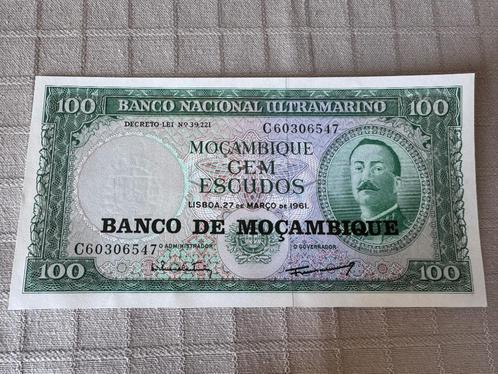 100 BANCO NACIONAL ULTRAMARINO 100
DECRETO-LEI Nº 39.221
C60306547
MOÇAMBIQUE
CEM
ESCUDOS
LISBOA, 27 DE MARÇO DE 1961.
BANCO DE MOÇAMBIQUE
C60306547
O ADMINISTRADOR
O GOVERNADOR
100 100